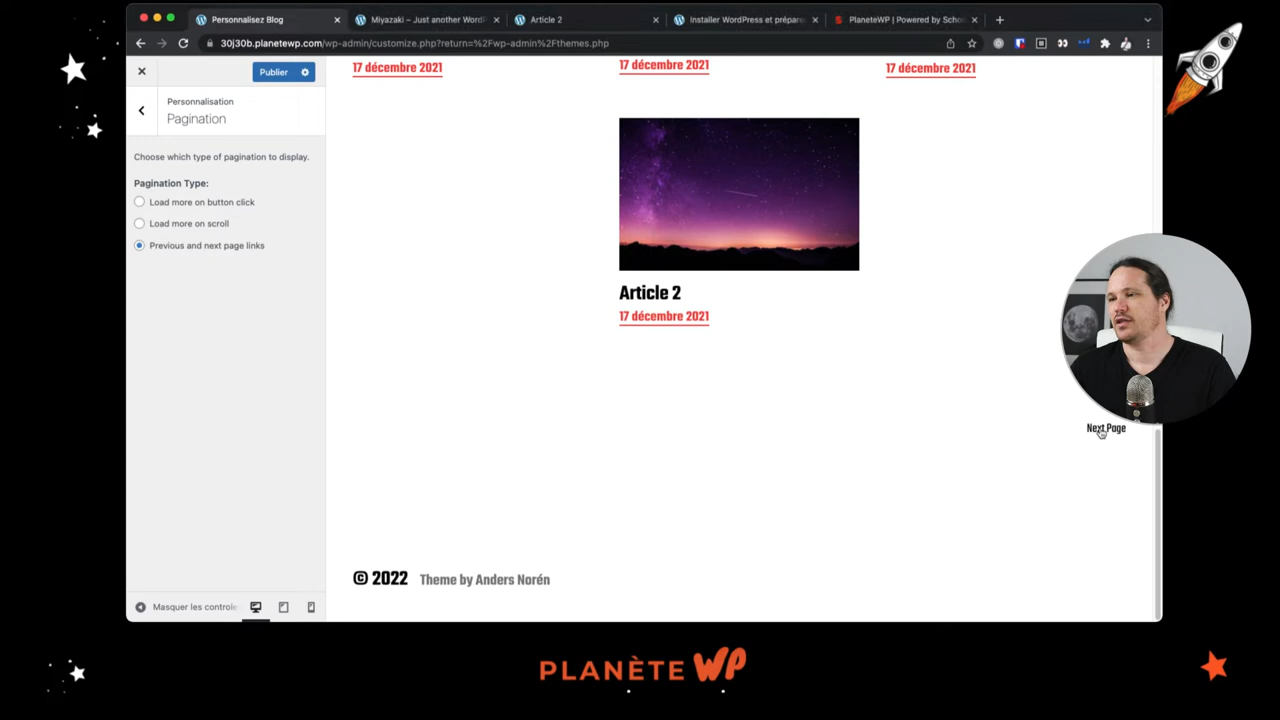 Personnalisez Blog
Miyazaki – Just another WordP
Article 2
Installer WordPress et prépare
PlaneteWP | Powered by Scho
30j30b.planetewp.com/wp-admin/customize.php?return=%2Fwp-admin%2Fthemes.php
Publier
Personnalisation
Pagination
Choose which type of pagination to display.
Pagination Type:
Load more on button click
Load more on scroll
Previous and next page links
17 décembre 2021
17 décembre 2021
17 décembre 2021
Article 2
17 décembre 2021
Next Page
© 2022 Theme by Anders Norén
Masquer les controle
PLANÈTE WP